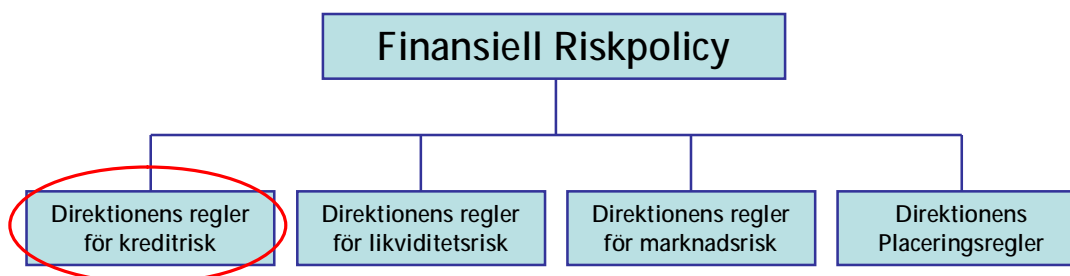 Finansiell Riskpolicy
Direktionens regler
för kreditrisk
Direktionens regler
för likviditetsrisk
Direktionens regler
för marknadsrisk
Direktionens
Placeringsregler